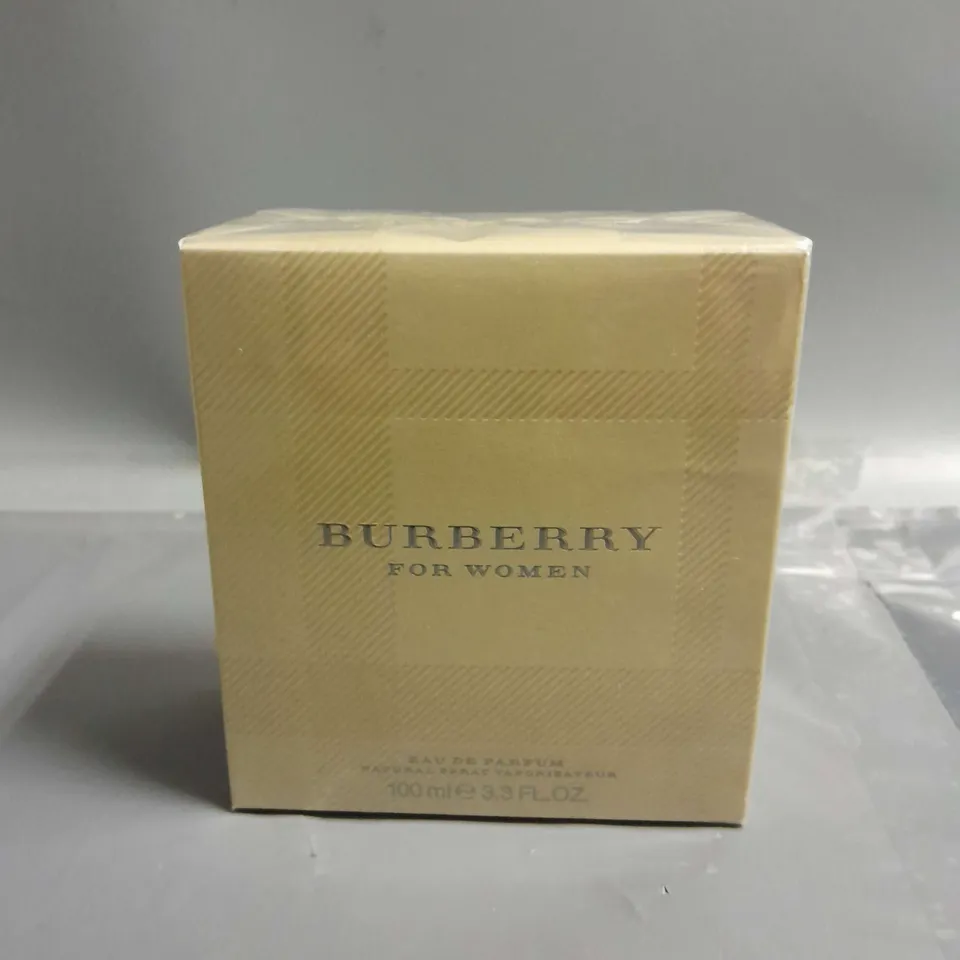 BURBERRY
FOR WOMEN
EAU DE PARFUM
NATURAL SPRAY VAPORISATEUR
100 ml ℮ 3.3 FL.OZ.